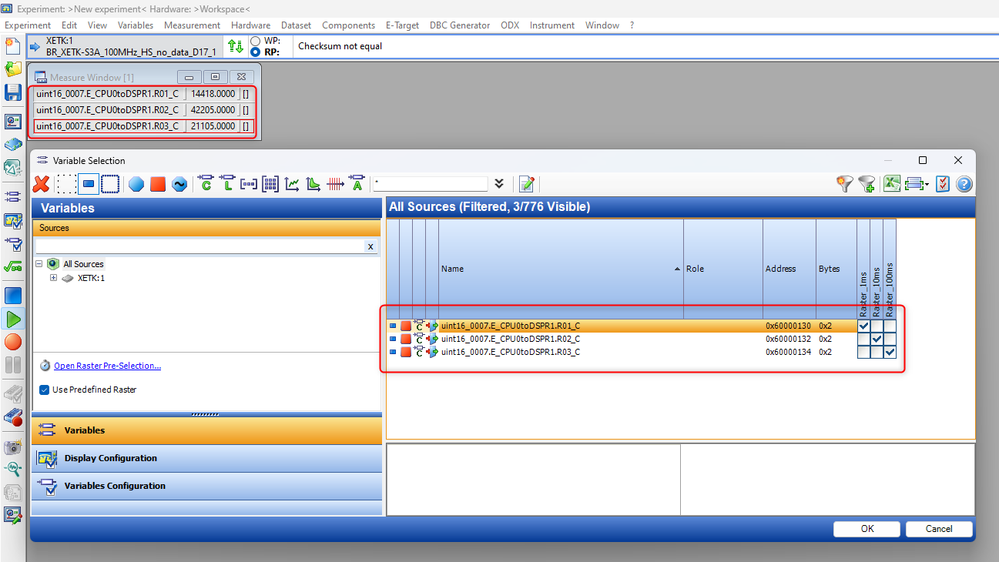 Experiment: >New experiment< Hardware: >Workspace<
Experiment Edit View Variables Measurement Hardware Dataset Components E-Target DBC Generator ODX Instrument Window ?
XETK:1
BR_XETK-S3A_100MHz_HS_no_data_D17_1
WP:
RP:
Checksum not equal
Measure Window [1]
uint16_0007.E_CPU0toDSPR1.R01_C 14418.0000 []
uint16_0007.E_CPU0toDSPR1.R02_C 42205.0000 []
uint16_0007.E_CPU0toDSPR1.R03_C 21105.0000 []
Variable Selection
C L A *
Variables
Sources
x
All Sources
XETK:1
Open Raster Pre-Selection...
Use Predefined Raster
Variables
Display Configuration
Variables Configuration
All Sources (Filtered, 3/776 Visible)
Name Role Address Bytes Raster_1ms Raster_10ms Raster_100ms
C uint16_0007.E_CPU0toDSPR1.R01_C 0x60000130 0x2
C uint16_0007.E_CPU0toDSPR1.R02_C 0x60000132 0x2
C uint16_0007.E_CPU0toDSPR1.R03_C 0x60000134 0x2
OK Cancel